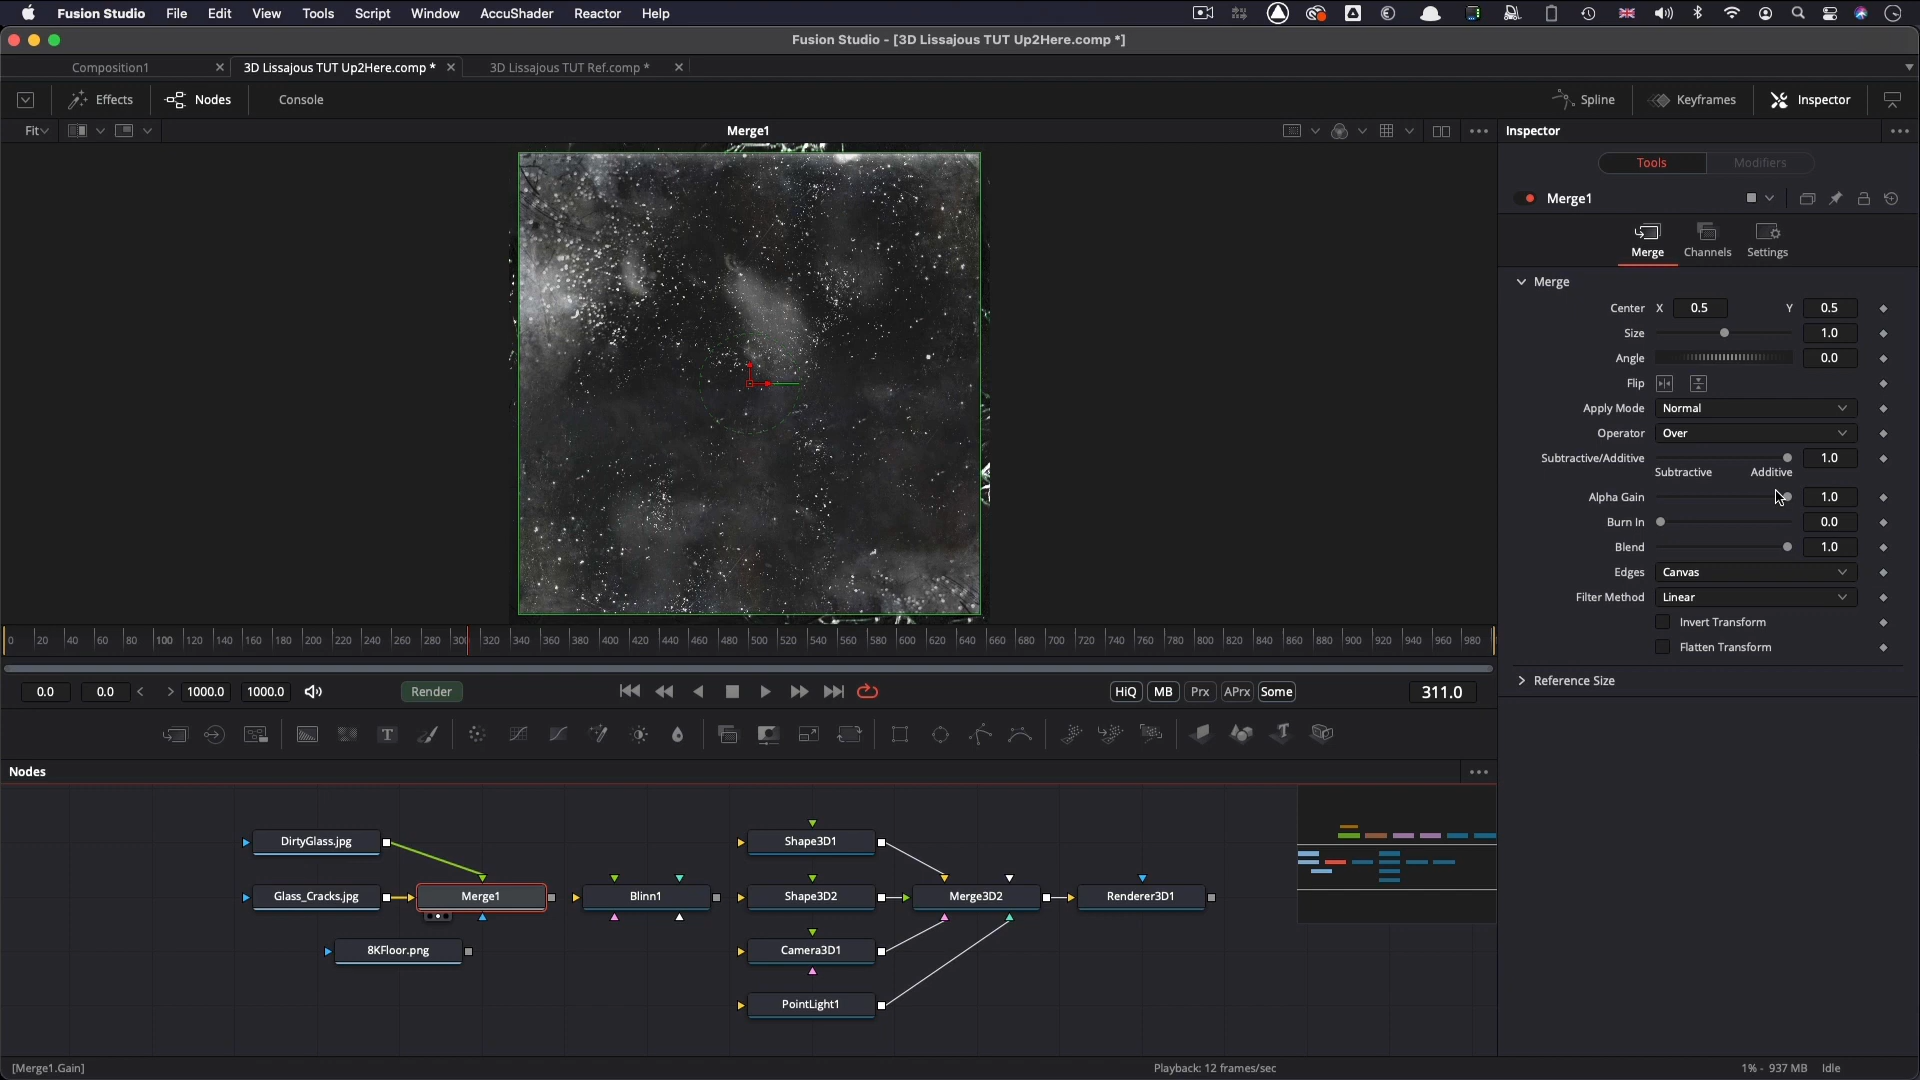 Fusion Studio File Edit View Tools Script Window AccuShader Reactor Help
Fusion Studio - [3D Lissajous TUT Up2Here.comp *]
Composition1 3D Lissajous TUT Up2Here.comp * 3D Lissajous TUT Ref.comp *
Effects Nodes Console Spline Keyframes Inspector
Fit Merge1 Inspector
Tools Modifiers
Merge1
Merge Channels Settings
Merge
Center X 0.5 Y 0.5
Size 1.0
Angle 0.0
Flip
Apply Mode Normal
Operator Over
Subtractive/Additive 1.0
Subtractive Additive
Alpha Gain 1.0
Burn In 0.0
Blend 1.0
Edges Canvas
Filter Method Linear
Invert Transform
Flatten Transform
Reference Size
0 20 40 60 80 100 120 140 160 180 200 220 240 260 280 300 320 340 360 380 400 420 440 460 480 500 520 540 560 580 600 620 640 660 680 700 720 740 760 780 800 820 840 860 880 900 920 940 960 980
0.0 0.0 < > 1000.0 1000.0 Render HiQ MB Prx APrx Some 311.0
Nodes
DirtyGlass.jpg Shape3D1
Glass_Cracks.jpg Merge1 Blinn1 Shape3D2 Merge3D2 Renderer3D1
8KFloor.png Camera3D1
PointLight1
[Merge1.Gain] Playback: 12 frames/sec 1% - 937 MB Idle